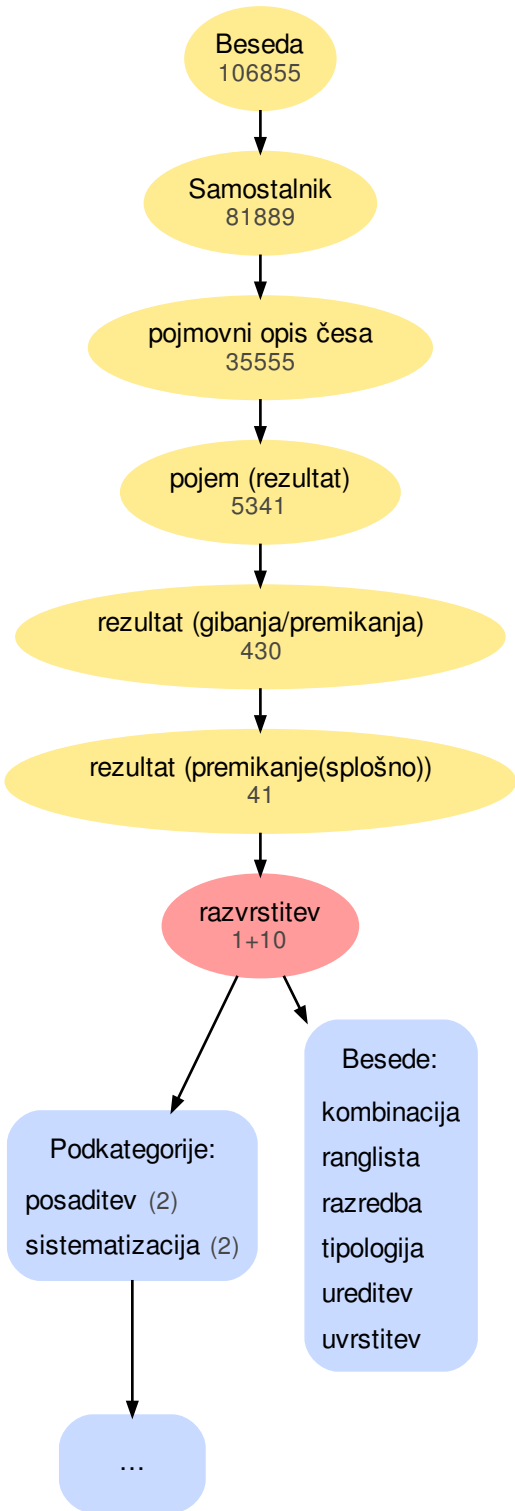 Beseda
106855
Samostalnik
81889
pojmovni opis česa
35555
pojem (rezultat)
5341
rezultat (gibanja/premikanja)
430
rezultat (premikanje(splošno))
41
razvrstitev
1+10
Podkategorije:
posaditev (2)
sistematizacija (2)
...
Besede:
kombinacija
ranglista
razredba
tipologija
ureditev
uvrstitev